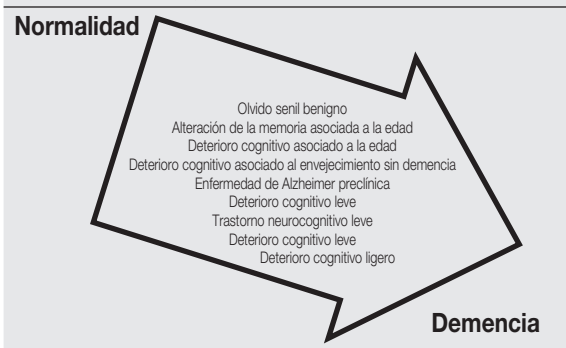 Normalidad
Olvido senil benigno
Alteración de la memoria asociada a la edad
Deterioro cognitivo asociado a la edad
Deterioro cognitivo asociado al envejecimiento sin demencia
Enfermedad de Alzheimer preclínica
Deterioro cognitivo leve
Trastorno neurocognitivo leve
Deterioro cognitivo leve
Deterioro cognitivo ligero
Demencia